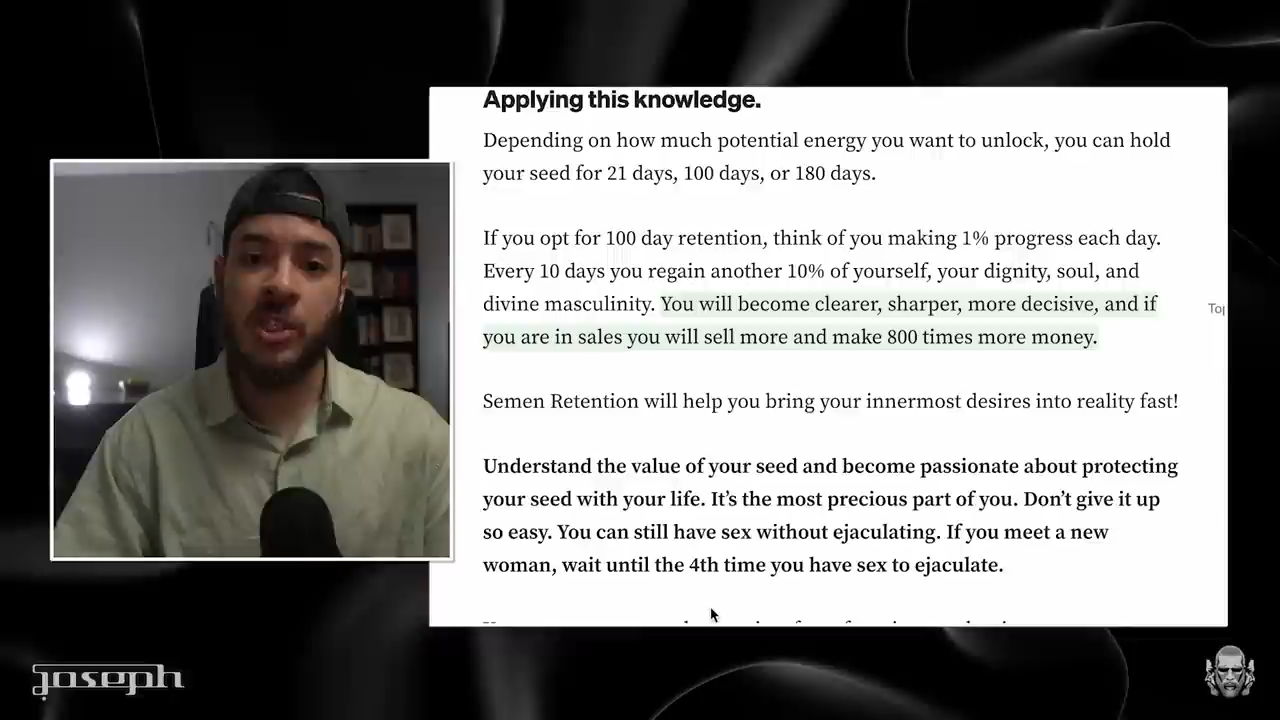 Applying this knowledge.
Depending on how much potential energy you want to unlock, you can hold
your seed for 21 days, 100 days, or 180 days.
If you opt for 100 day retention, think of you making 1% progress each day.
Every 10 days you regain another 10% of yourself, your dignity, soul, and
divine masculinity. You will become clearer, sharper, more decisive, and if
you are in sales you will sell more and make 800 times more money.
Semen Retention will help you bring your innermost desires into reality fast!
Understand the value of your seed and become passionate about protecting
your seed with your life. It’s the most precious part of you. Don’t give it up
so easy. You can still have sex without ejaculating. If you meet a new
woman, wait until the 4th time you have sex to ejaculate.
joseph